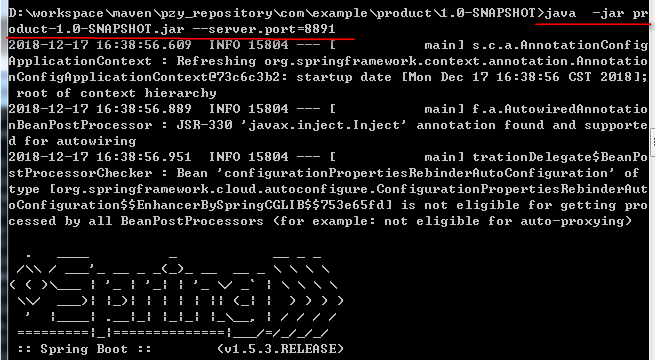 D:\workspace\maven\pzy_repository\com\example\product\1.0-SNAPSHOT>java  -jar pr
oduct-1.0-SNAPSHOT.jar --server.port=8891
2018-12-17 16:38:56.609  INFO 15804 --- [           main] s.c.a.AnnotationConfig
ApplicationContext : Refreshing org.springframework.context.annotation.Annotatio
nConfigApplicationContext@73c6c3b2: startup date [Mon Dec 17 16:38:56 CST 2018];
 root of context hierarchy
2018-12-17 16:38:56.889  INFO 15804 --- [           main] f.a.AutowiredAnnotatio
nBeanPostProcessor : JSR-330 'javax.inject.Inject' annotation found and supporte
d for autowiring
2018-12-17 16:38:56.951  INFO 15804 --- [           main] trationDelegate$BeanPo
stProcessorChecker : Bean 'configurationPropertiesRebinderAutoConfiguration' of
type [org.springframework.cloud.autoconfigure.ConfigurationPropertiesRebinderAut
oConfiguration$$EnhancerBySpringCGLIB$$753e65fd] is not eligible for getting pro
cessed by all BeanPostProcessors (for example: not eligible for auto-proxying)
  .   ____          _            __ _ _
 /\\ / ___'_ __ _ _(_)_ __  __ _ \ \ \ \
( ( )\___ | '_ | '_| | '_ \/ _` | \ \ \ \
 \\/  ___)| |_)| | | | | || (_| |  ) ) ) )
  '  |____| .__|_| |_|_| |_\__, | / / / /
 =========|_|==============|___/=/_/_/_/
 :: Spring Boot ::        (v1.5.3.RELEASE)